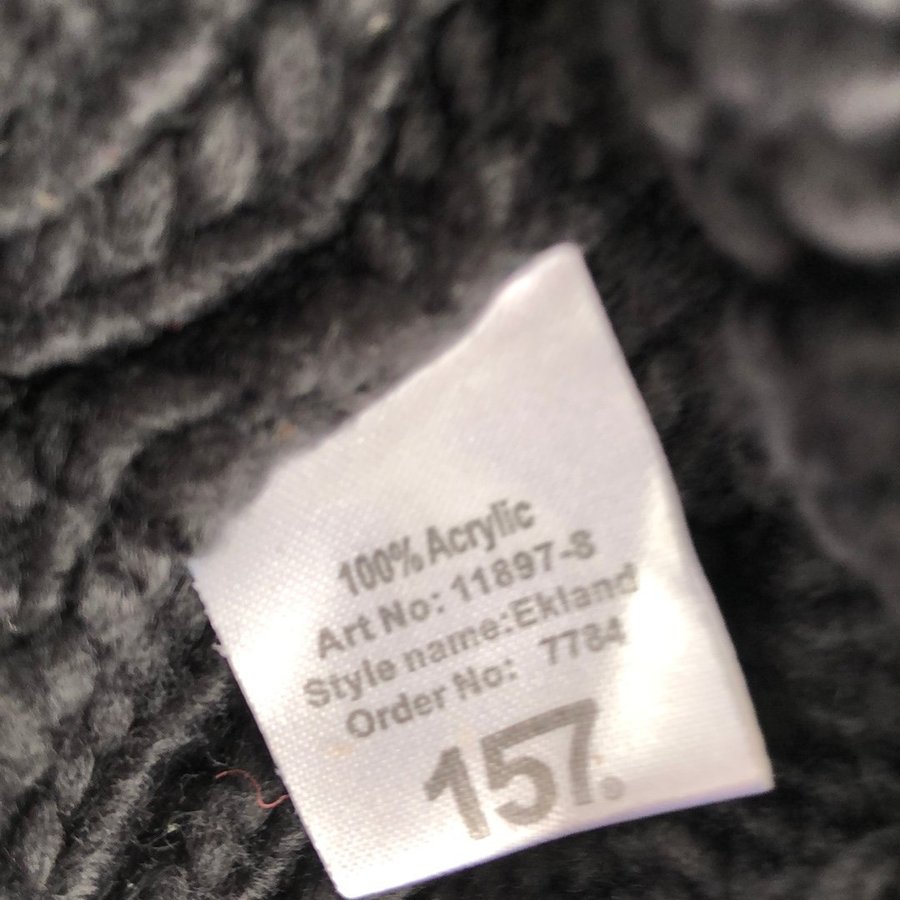 100% Acrylic
Art No: 11897-S
Style name:Ekland
Order No: 7784
157.